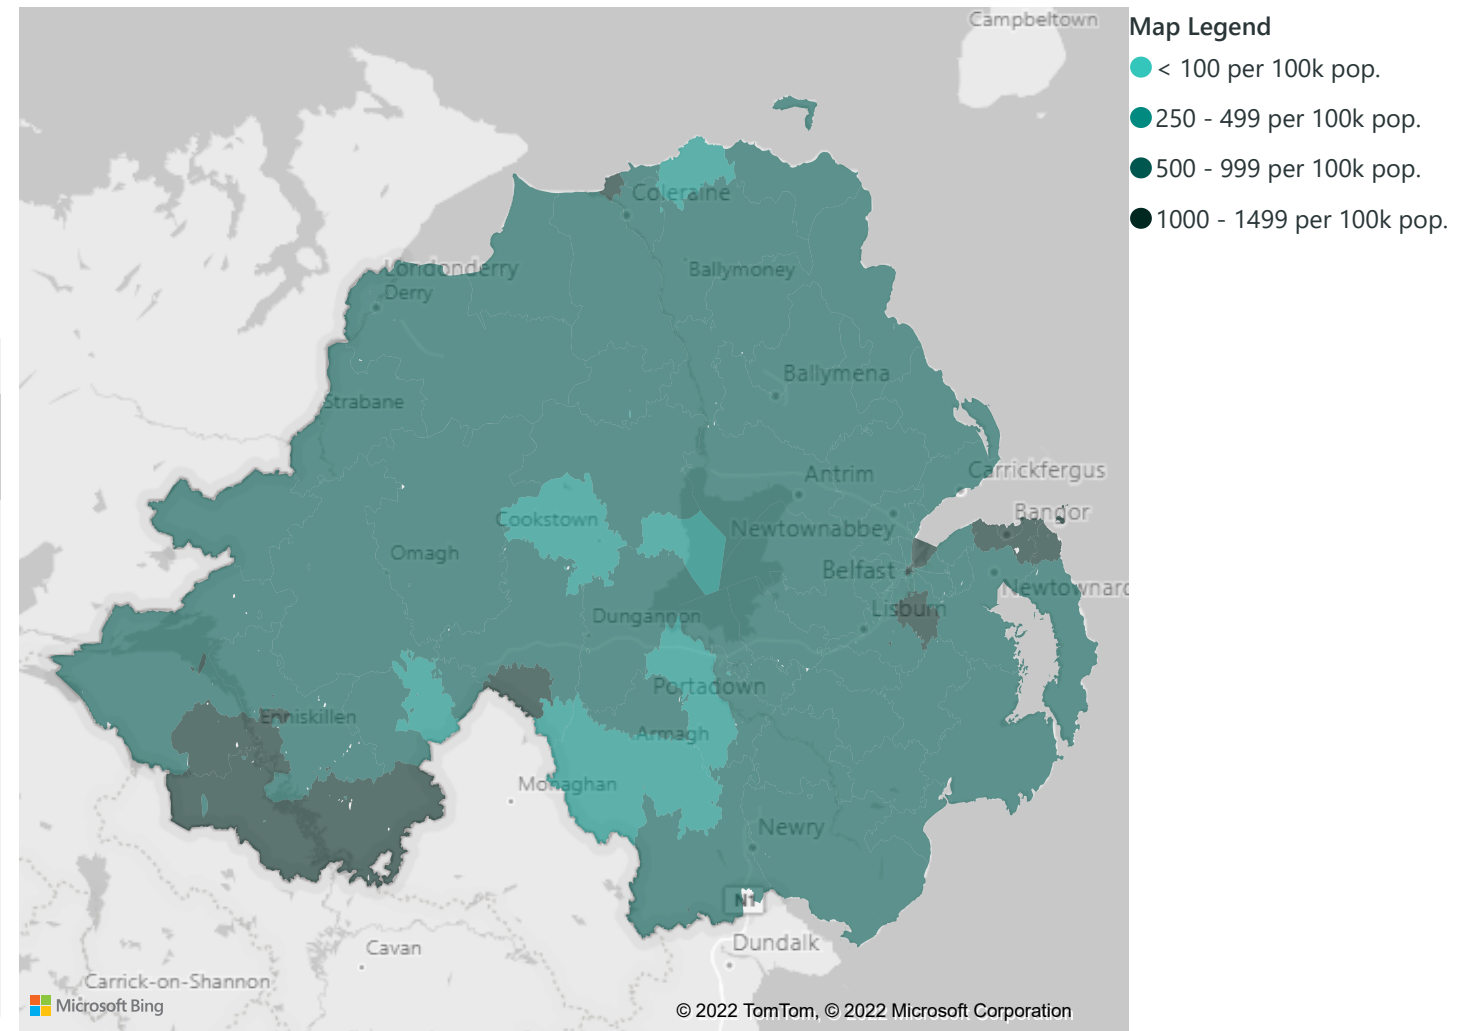 Campbeltown
Map Legend
< 100 per 100k pop.
250 - 499 per 100k pop.
500 - 999 per 100k pop.
1000 - 1499 per 100k pop.
Coleraine
Londonderry
Derry
Ballymoney
Ballymena
Strabane
Antrim
Carrickfergus
Bangor
Cookstown
Newtownabbey
Omagh
Belfast
Newtownard
Lisburn
Dungannon
Portadown
Enniskillen
Armagh
Monaghan
Newry
N1
Dundalk
Cavan
Carrick-on-Shannon
Microsoft Bing
© 2022 TomTom, © 2022 Microsoft Corporation